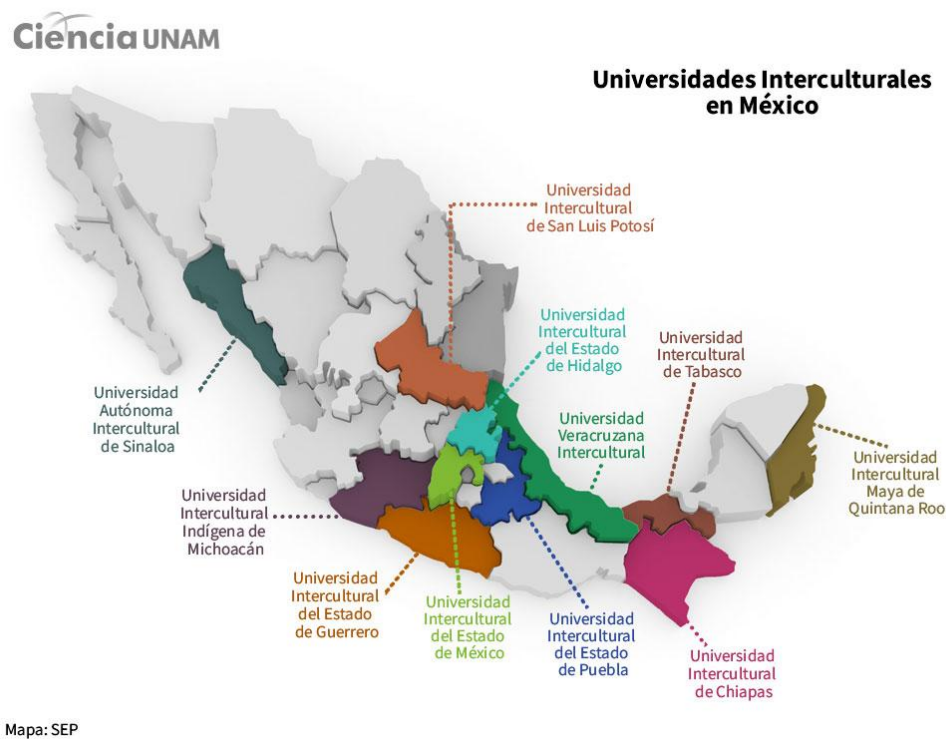 Ciencia UNAM
Universidades Interculturales
en México
Universidad
Intercultural
de San Luis Potosí
Universidad
Intercultural
del Estado
de Hidalgo
Universidad
Intercultural
de Tabasco
Universidad
Autónoma
Intercultural
de Sinaloa
Universidad
Veracruzana
Intercultural
Universidad
Intercultural
Maya de
Quintana Roo
Universidad
Intercultural
Indígena de
Michoacán
Universidad
Intercultural
del Estado
de Guerrero
Universidad
Intercultural
del Estado
de México
Universidad
Intercultural
del Estado
de Puebla
Universidad
Intercultural
de Chiapas
Mapa: SEP